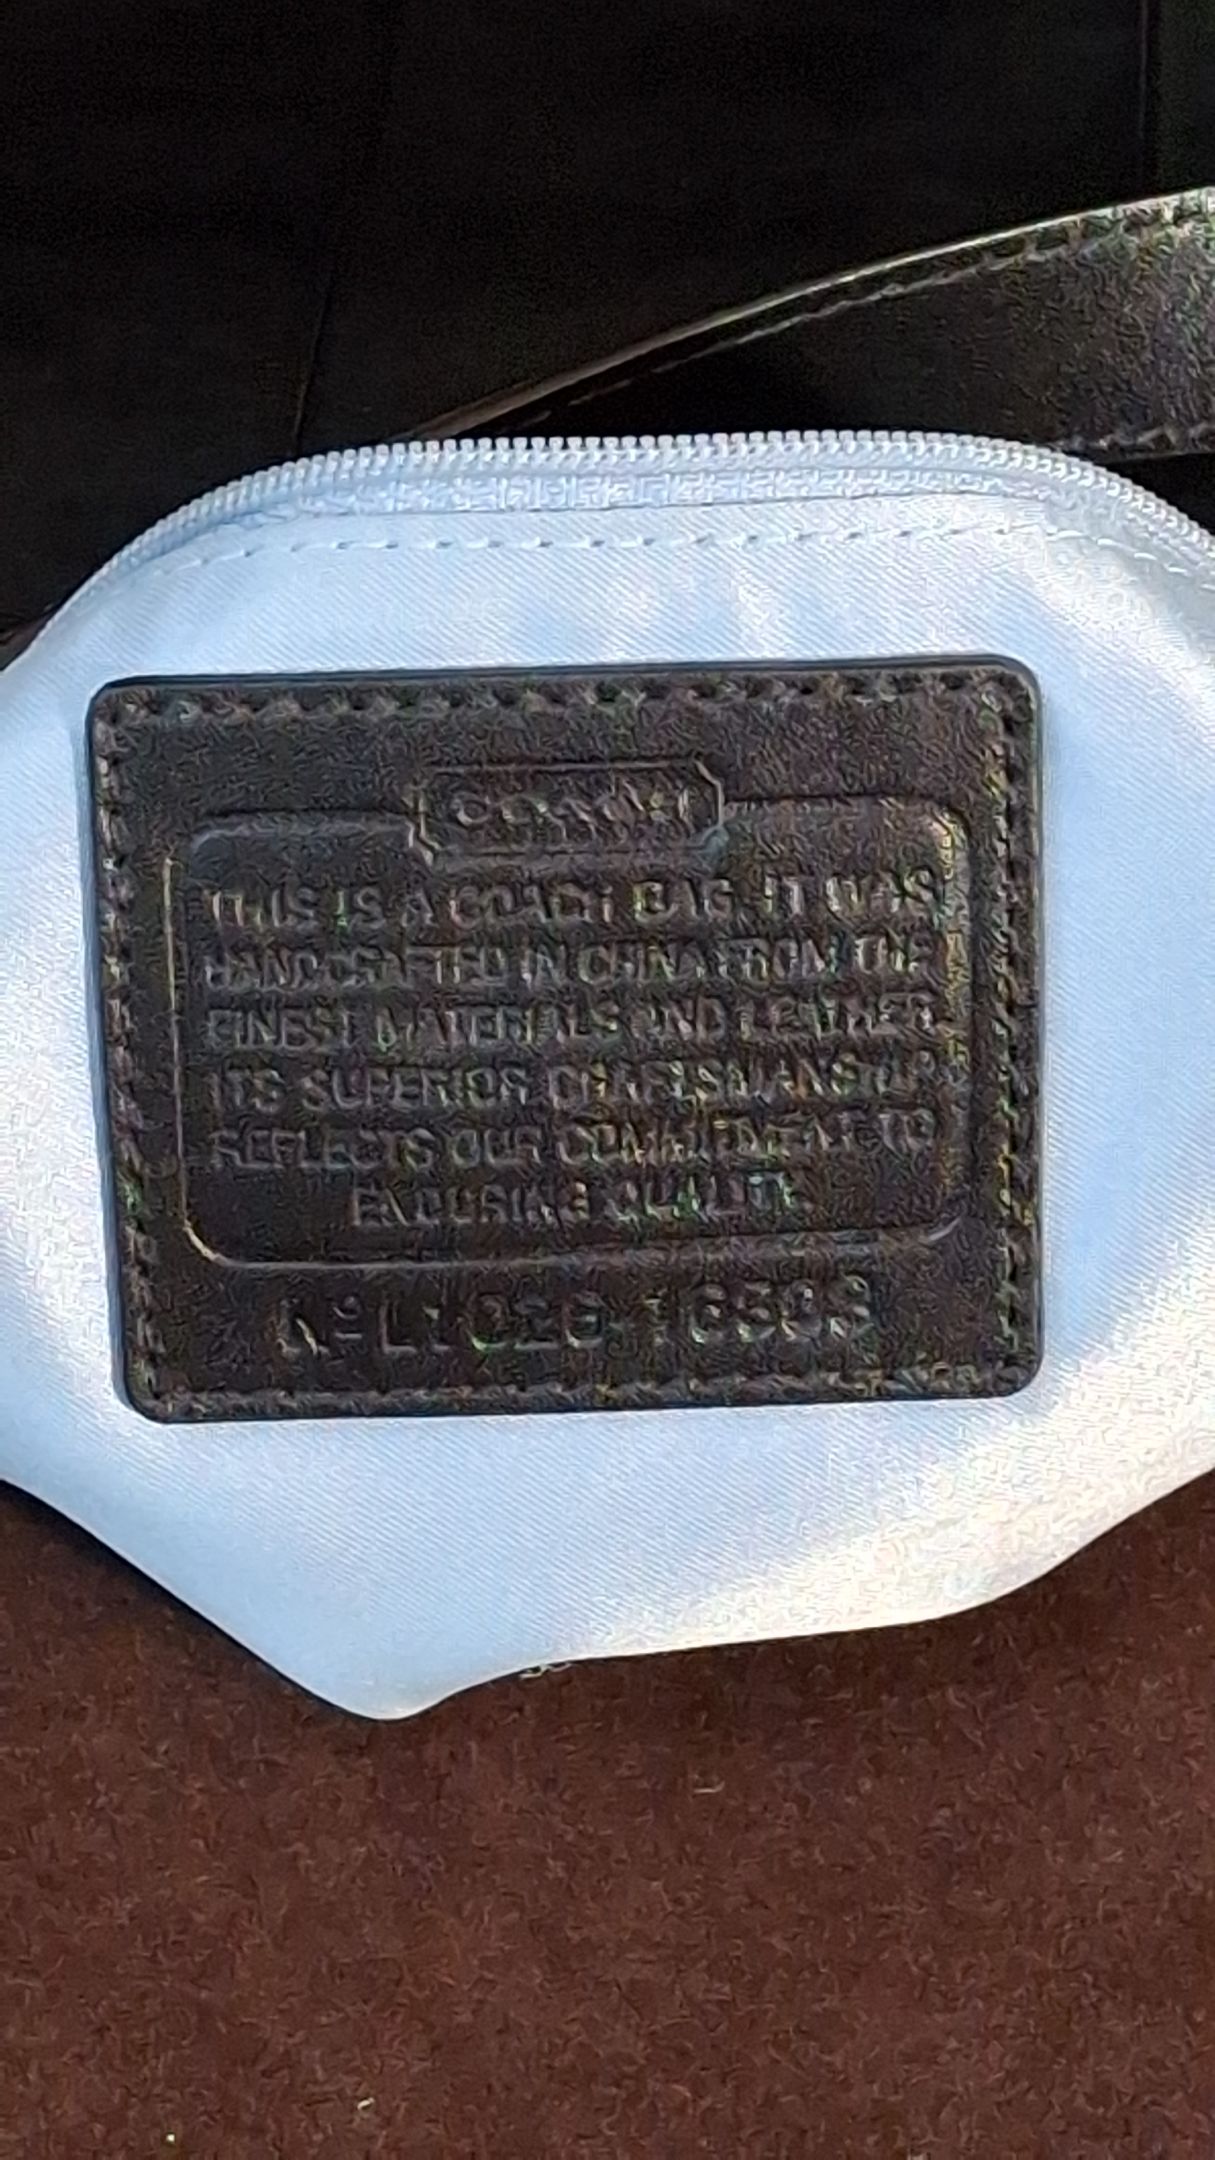 COACH
THIS IS A COACH BAG. IT WAS
HANDCRAFTED IN CHINA FROM THE
FINEST MATERIALS AND LEATHER.
ITS SUPERIOR CRAFTSMANSHIP
REFLECTS OUR COMMITMENT TO
ENDURING QUALITY.